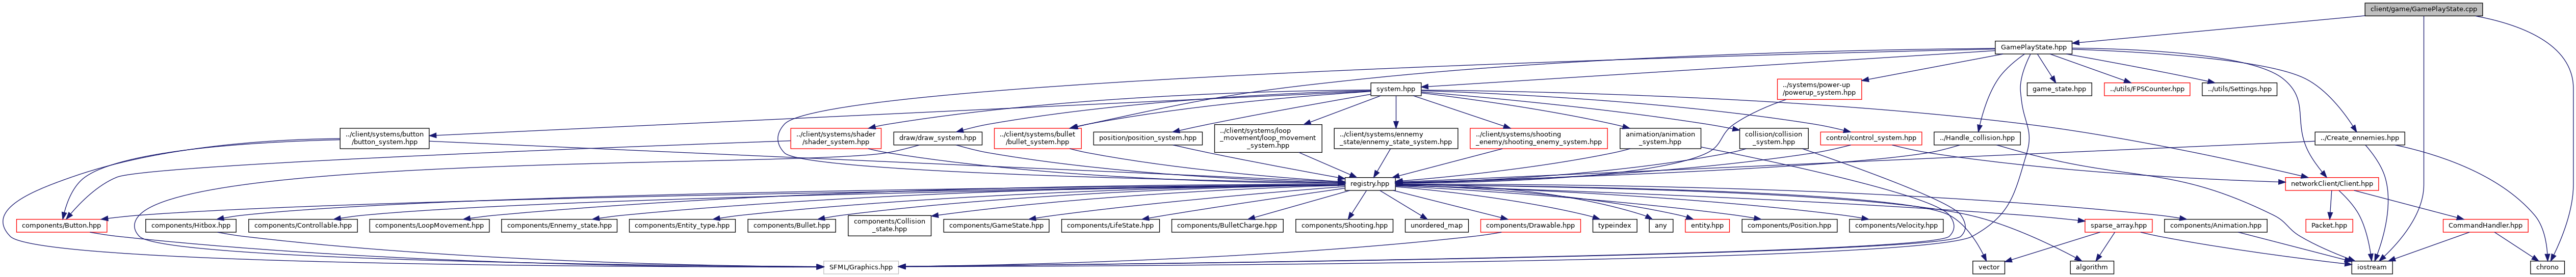 client/game/GamePlayState.cpp
GamePlayState.hpp
system.hpp
../systems/power-up
/powerup_system.hpp
game_state.hpp
../utils/FPSCounter.hpp
../utils/Settings.hpp
../client/systems/button
/button_system.hpp
../client/systems/shader
/shader_system.hpp
draw/draw_system.hpp
../client/systems/bullet
/bullet_system.hpp
position/position_system.hpp
../client/systems/loop
_movement/loop_movement
_system.hpp
../client/systems/ennemy
_state/ennemy_state_system.hpp
../client/systems/shooting
_enemy/shooting_enemy_system.hpp
animation/animation
_system.hpp
collision/collision
_system.hpp
control/control_system.hpp
../Handle_collision.hpp
../Create_ennemies.hpp
registry.hpp
networkClient/Client.hpp
components/Button.hpp
components/Hitbox.hpp
components/Controllable.hpp
components/LoopMovement.hpp
components/Ennemy_state.hpp
components/Entity_type.hpp
components/Bullet.hpp
components/Collision
_state.hpp
components/GameState.hpp
components/LifeState.hpp
components/BulletCharge.hpp
components/Shooting.hpp
unordered_map
components/Drawable.hpp
typeindex
any
entity.hpp
components/Position.hpp
components/Velocity.hpp
sparse_array.hpp
components/Animation.hpp
Packet.hpp
CommandHandler.hpp
SFML/Graphics.hpp
vector
algorithm
iostream
chrono